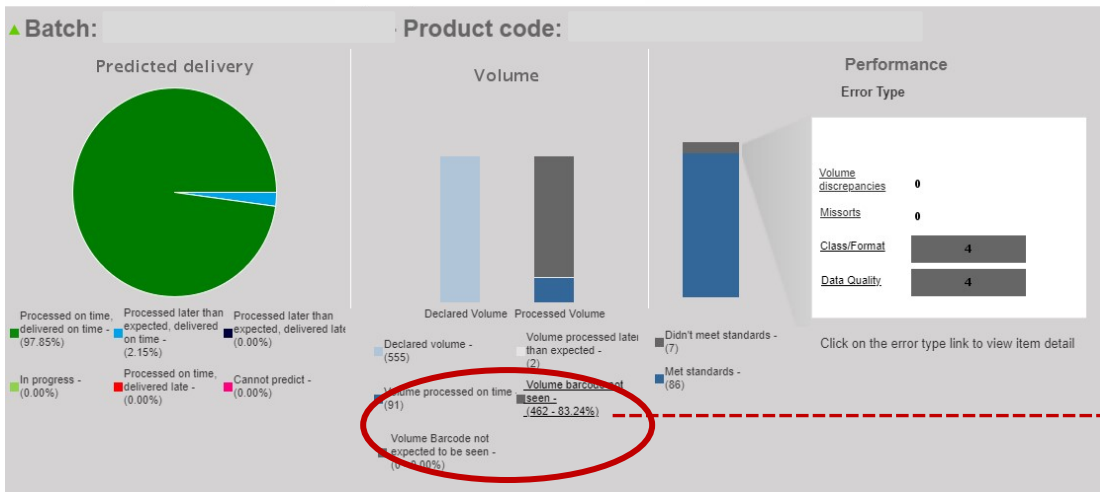 Batch:
Product code:
Predicted delivery
Processed on time,
delivered on time -
(97.85%)
Processed later than
expected, delivered
on time -
(2.15%)
Processed later than
expected, delivered late
(0.00%)
In progress -
(0.00%)
Processed on time,
delivered late -
(0.00%)
Cannot predict -
(0.00%)
Volume
Declared Volume
Processed Volume
Declared volume -
(555)
Volume processed later
than expected -
(2)
Volume processed on time
(91)
Volume barcode not
seen -
(462 - 83.24%)
Volume Barcode not
expected to be seen -
(0 - 0.00%)
Performance
Error Type
Volume
discrepancies
0
Missorts
0
Class/Format
4
Data Quality
4
Didn't meet standards -
(7)
Met standards -
(86)
Click on the error type link to view item detail